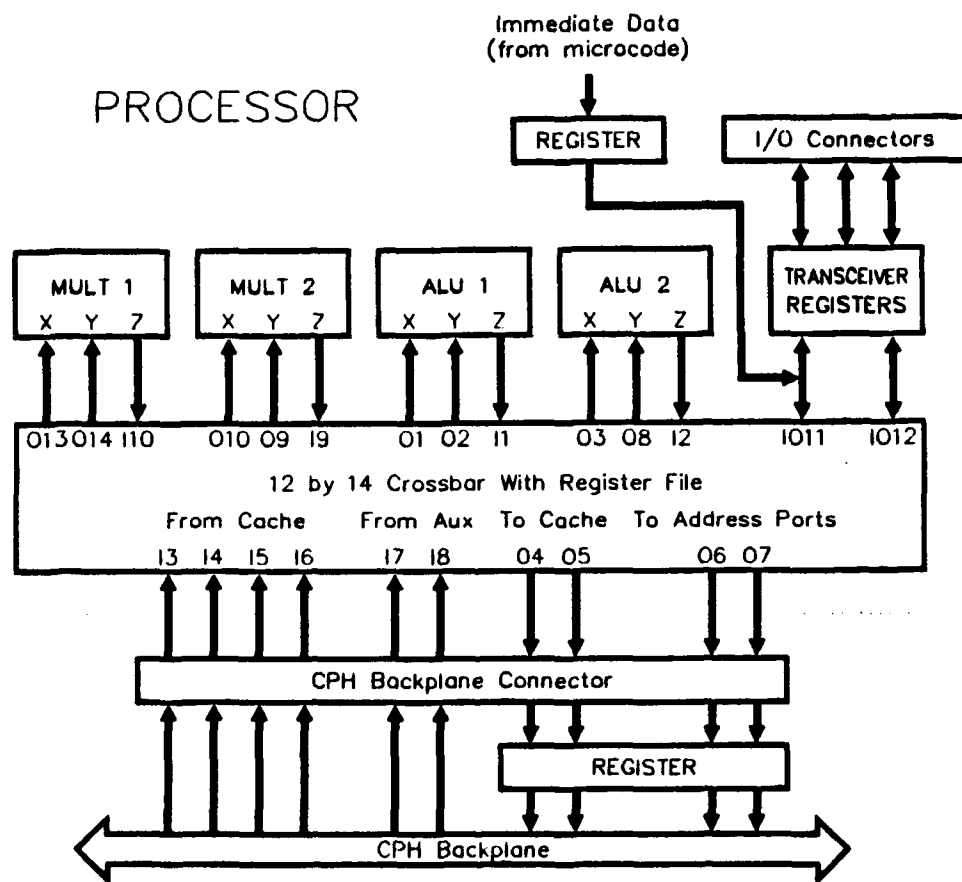 Immediate Data
(from microcode)
PROCESSOR
REGISTER
I/O Connectors
MULT 1
X Y Z
MULT 2
X Y Z
ALU 1
X Y Z
ALU 2
X Y Z
TRANSCEIVER
REGISTERS
O13 O14 I10 O10 O9 I9 O1 O2 I1 O3 O8 I2 IO11 IO12
12 by 14 Crossbar With Register File
From Cache From Aux To Cache To Address Ports
I3 I4 I5 I6 I7 I8 O4 O5 O6 O7
CPH Backplane Connector
REGISTER
CPH Backplane